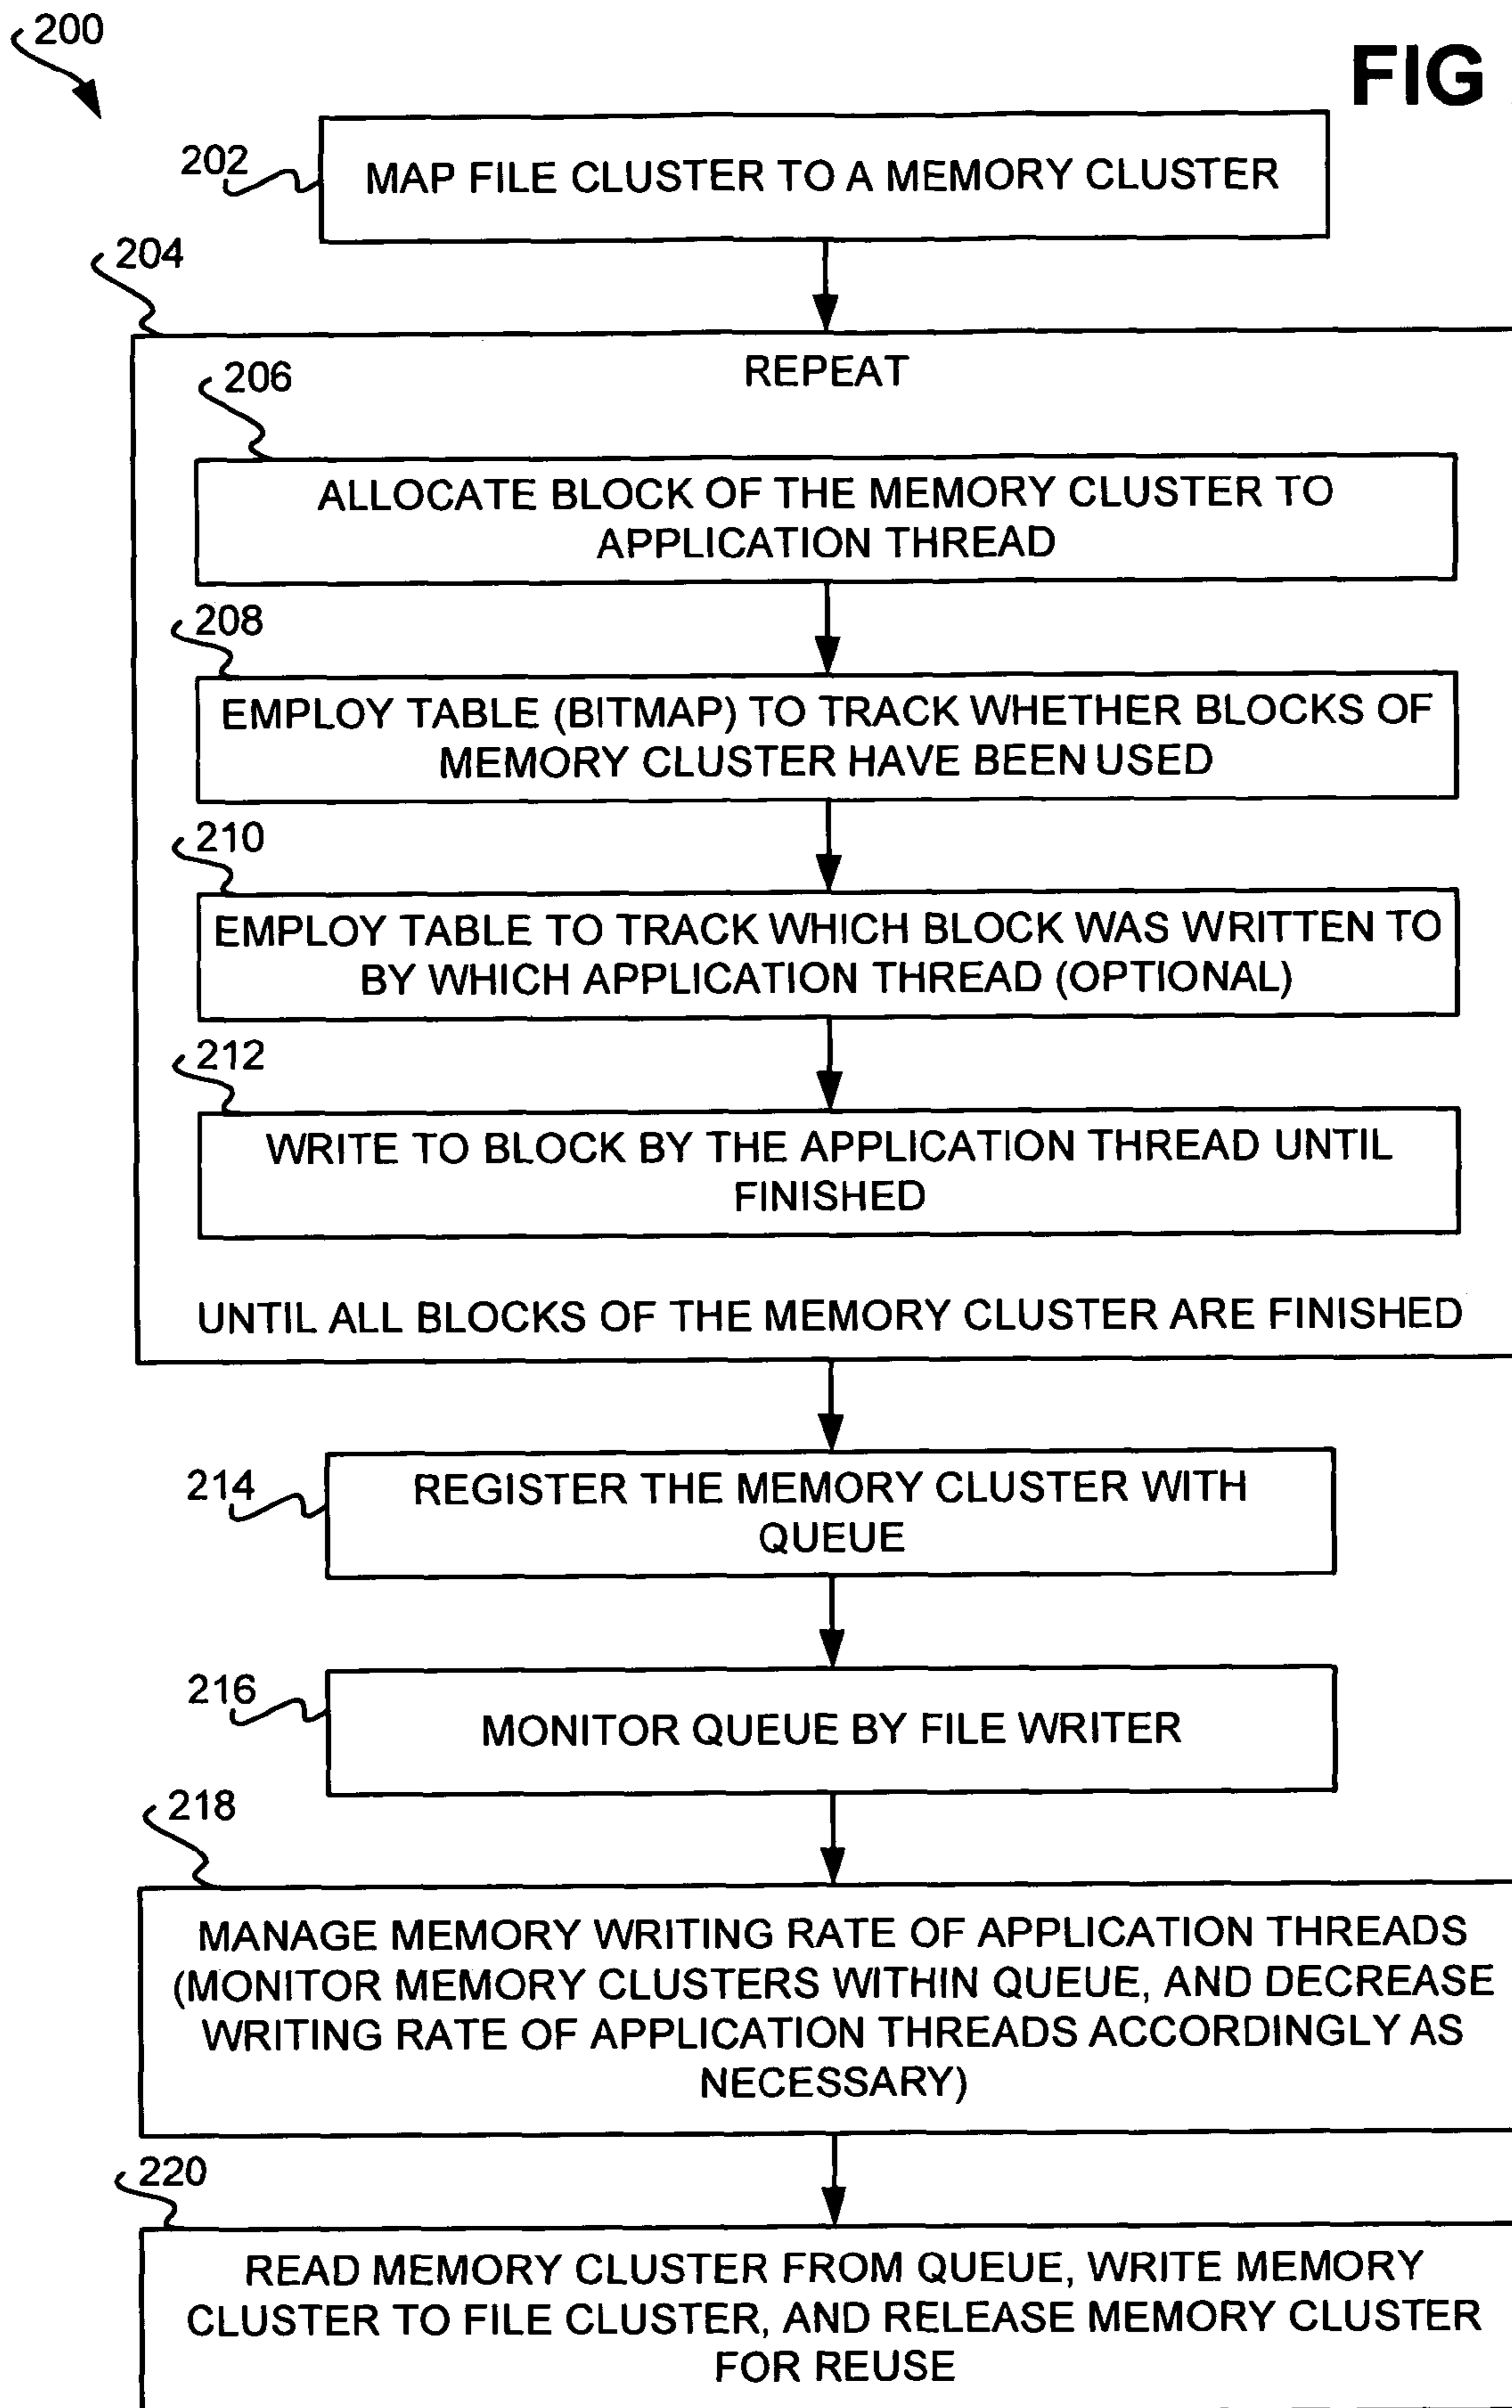 200
FIG
202
MAP FILE CLUSTER TO A MEMORY CLUSTER
204
REPEAT
206
ALLOCATE BLOCK OF THE MEMORY CLUSTER TO
APPLICATION THREAD
208
EMPLOY TABLE (BITMAP) TO TRACK WHETHER BLOCKS OF
MEMORY CLUSTER HAVE BEEN USED
210
EMPLOY TABLE TO TRACK WHICH BLOCK WAS WRITTEN TO
BY WHICH APPLICATION THREAD (OPTIONAL)
212
WRITE TO BLOCK BY THE APPLICATION THREAD UNTIL
FINISHED
UNTIL ALL BLOCKS OF THE MEMORY CLUSTER ARE FINISHED
214
REGISTER THE MEMORY CLUSTER WITH
QUEUE
216
MONITOR QUEUE BY FILE WRITER
218
MANAGE MEMORY WRITING RATE OF APPLICATION THREADS
(MONITOR MEMORY CLUSTERS WITHIN QUEUE, AND DECREASE
WRITING RATE OF APPLICATION THREADS ACCORDINGLY AS
NECESSARY)
220
READ MEMORY CLUSTER FROM QUEUE, WRITE MEMORY
CLUSTER TO FILE CLUSTER, AND RELEASE MEMORY CLUSTER
FOR REUSE